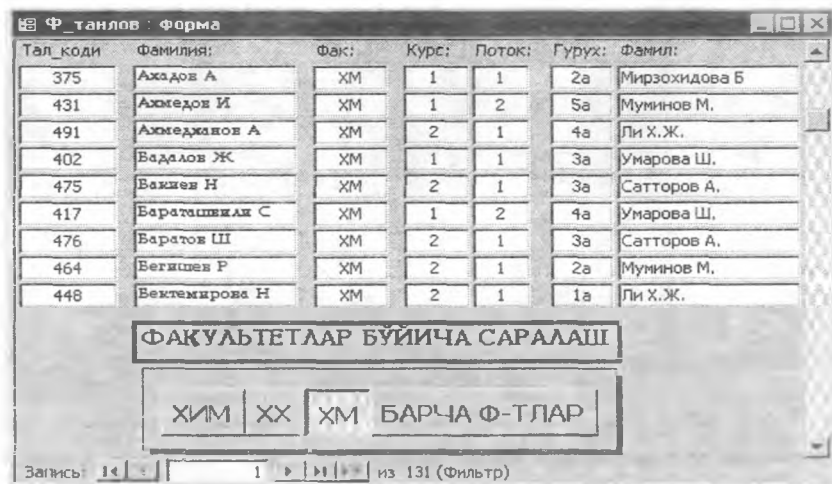 Ф_танлов : форма
Тал_коди Фамилия: Фак: Курс: Поток: Гурух: Фамил:
375 Ахадов А ХМ 1 1 2а Мирзохидова Б
431 Ахмедов И ХМ 1 2 5а Муминов М.
491 Ахмеджанов А ХМ 2 1 4а Ли Х.Ж.
402 Бадалов Ж ХМ 1 1 3а Умарова Ш.
475 Бакиев Н ХМ 2 1 3а Сатторов А.
417 Бараташвили С ХМ 1 2 4а Умарова Ш.
476 Баратов Ш ХМ 2 1 3а Сатторов А.
464 Бегишев Р ХМ 2 1 2а Муминов М.
448 Бектемирова Н ХМ 2 1 1а Ли Х.Ж.
ФАКУЛЬТЕТЛАР БЎЙИЧА САРАЛАШ
ХИМ ХХ ХМ БАРЧА Ф-ТЛАР
Запись: 1 из 131 (Фильтр)